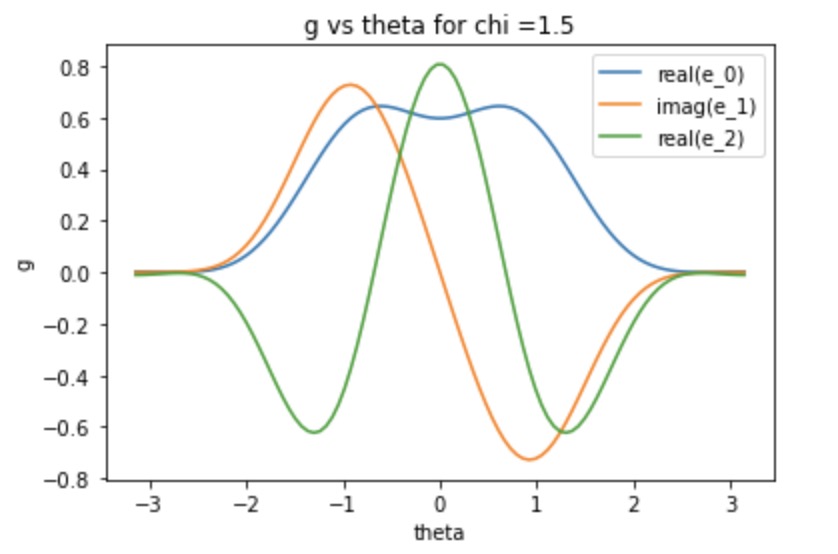 g vs theta for chi =1.5
real(e_0)
imag(e_1)
real(e_2)
0.8
0.6
0.4
0.2
0.0
−0.2
−0.4
−0.6
−0.8
g
−3
−2
−1
0
1
2
3
theta